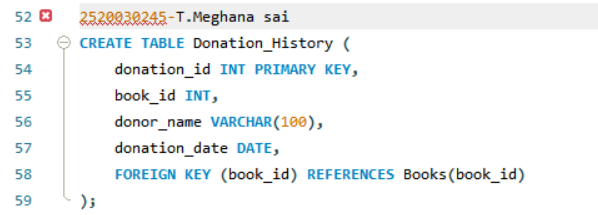 52 2520030245-T.Meghana sai
53 CREATE TABLE Donation_History (
54 donation_id INT PRIMARY KEY,
55 book_id INT,
56 donor_name VARCHAR(100),
57 donation_date DATE,
58 FOREIGN KEY (book_id) REFERENCES Books(book_id)
59 );